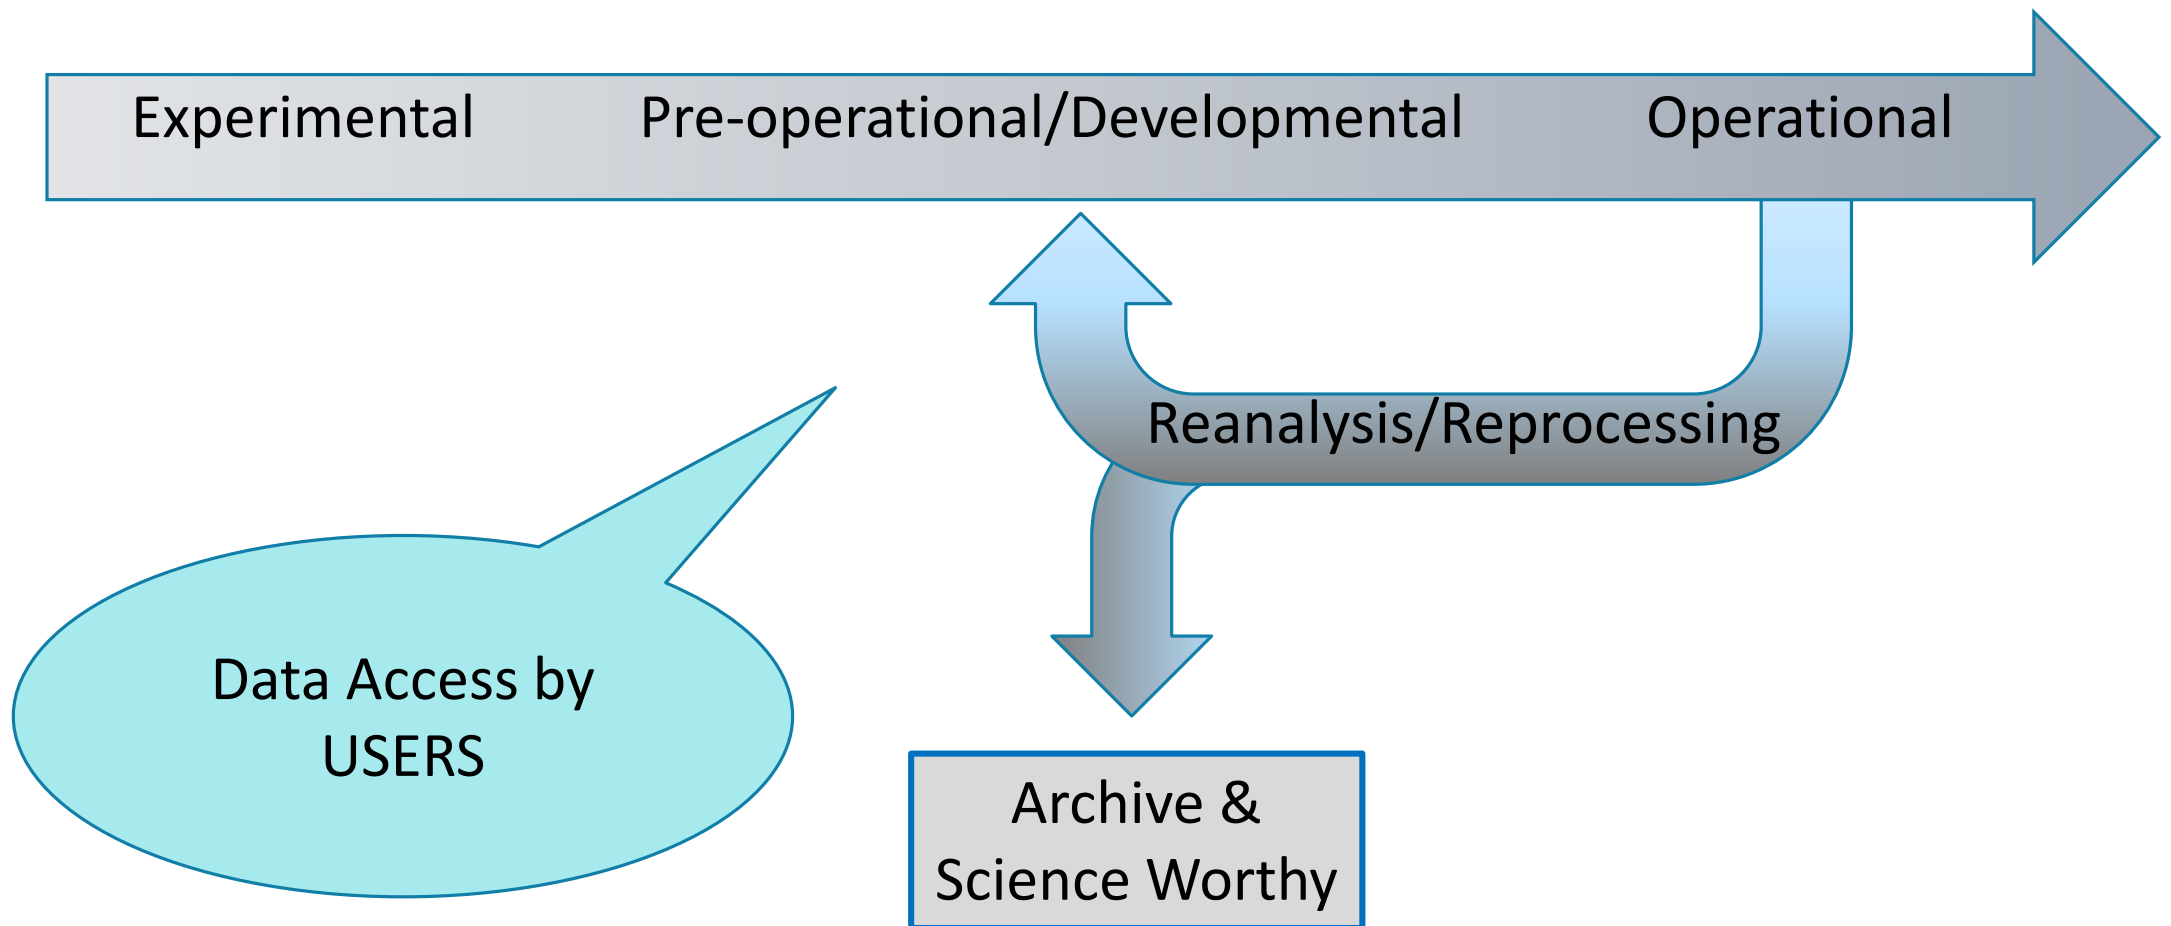 Experimental Pre-operational/Developmental Operational
Reanalysis/Reprocessing
Data Access by
USERS
Archive &
Science Worthy